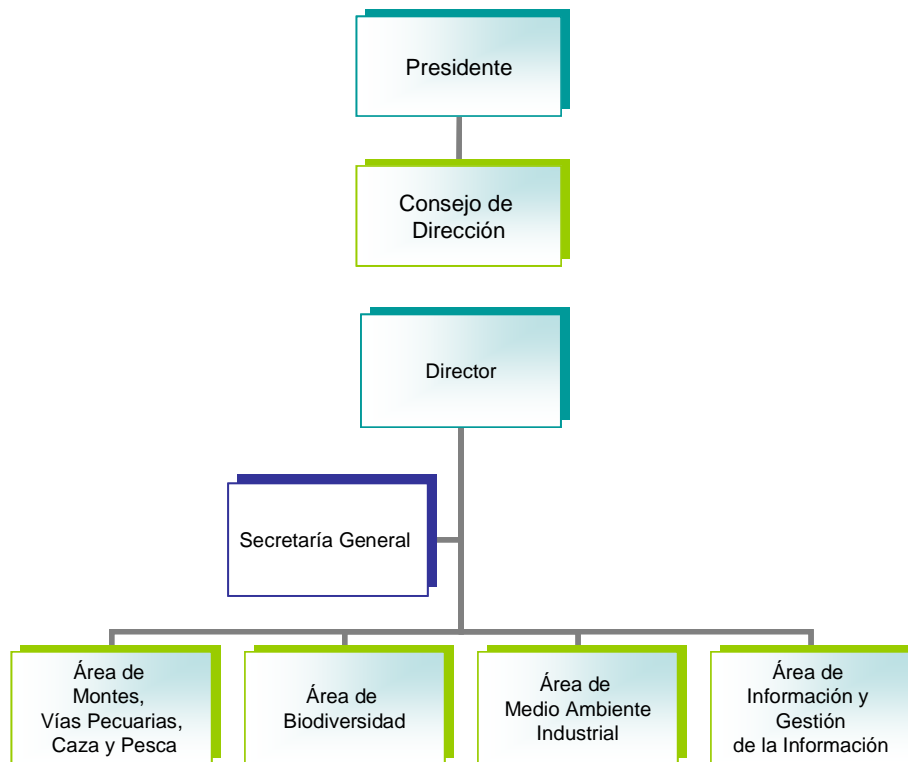 Presidente
Consejo de
Dirección
Director
Secretaría General
Área de
Montes,
Vías Pecuarias,
Caza y Pesca
Área de
Biodiversidad
Área de
Medio Ambiente
Industrial
Área de
Información y
Gestión
de la Información